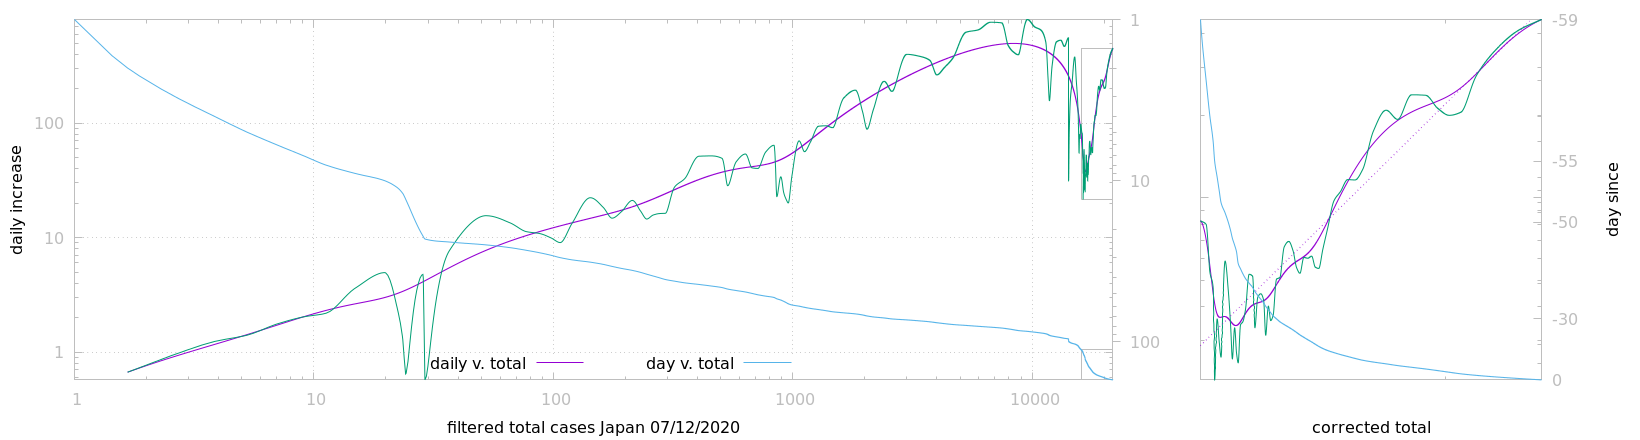 daily increase
100
10
1
daily v. total
day v. total
1
10
100
1000
10000
filtered total cases Japan 07/12/2020
1
10
100
-59
-55
-50
-30
0
day since
corrected total